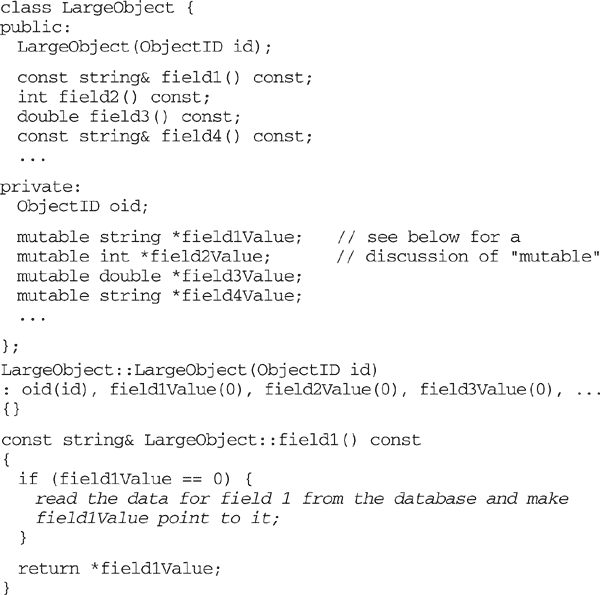 class LargeObject {
public:
  LargeObject(ObjectID id);
  const string& field1() const;
  int field2() const;
  double field3() const;
  const string& field4() const;
  ...
private:
  ObjectID oid;
  mutable string *field1Value;   // see below for a
  mutable int *field2Value;      // discussion of "mutable"
  mutable double *field3Value;
  mutable string *field4Value;
  ...
};
LargeObject::LargeObject(ObjectID id)
: oid(id), field1Value(0), field2Value(0), field3Value(0), ...
{}
const string& LargeObject::field1() const
{
  if (field1Value == 0) {
    read the data for field 1 from the database and make
    field1Value point to it;
  }
  return *field1Value;
}